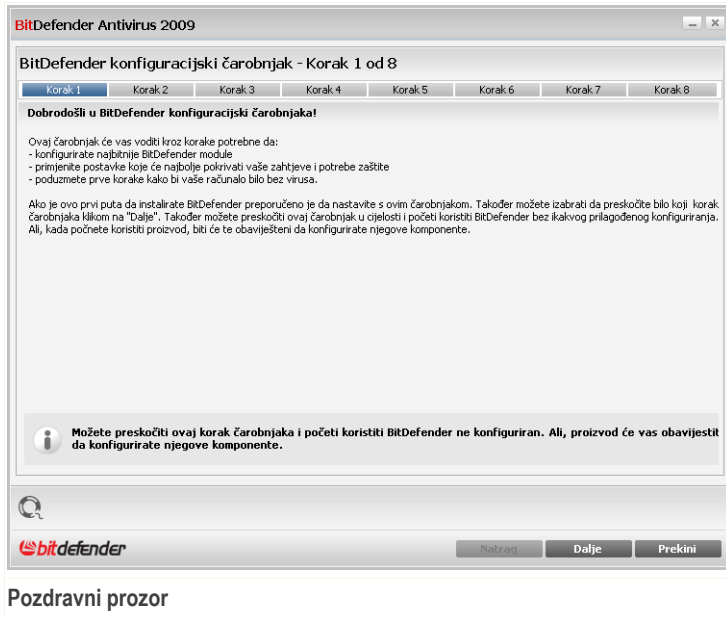 BitDefender Antivirus 2009
BitDefender konfiguracijski čarobnjak - Korak 1 od 8
Korak 1 Korak 2 Korak 3 Korak 4 Korak 5 Korak 6 Korak 7 Korak 8
Dobrodošli u BitDefender konfiguracijski čarobnjaka!
Ovaj čarobnjak će vas voditi kroz korake potrebne da:
- konfigurirate najbitnije BitDefender module
- primjenite postavke koje će najbolje pokrivati vaše zahtjeve i potrebe zaštite
- poduzmete prve korake kako bi vaše računalo bilo bez virusa.
Ako je ovo prvi puta da instalirate BitDefender preporučeno je da nastavite s ovim čarobnjakom. Također možete izabrati da preskočite bilo koji korak
čarobnjaka klikom na "Dalje". Također možete preskočiti ovaj čarobnjak u cijelosti i početi koristiti BitDefender bez ikakvog prilagođenog konfiguriranja.
Ali, kada počnete koristiti proizvod, biti će te obaviješteni da konfigurirate njegove komponente.
Možete preskočiti ovaj korak čarobnjaka i početi koristiti BitDefender ne konfiguriran. Ali, proizvod će vas obavijestit
da konfigurirate njegove komponente.
bitdefender
Natrag Dalje Prekini
Pozdravni prozor